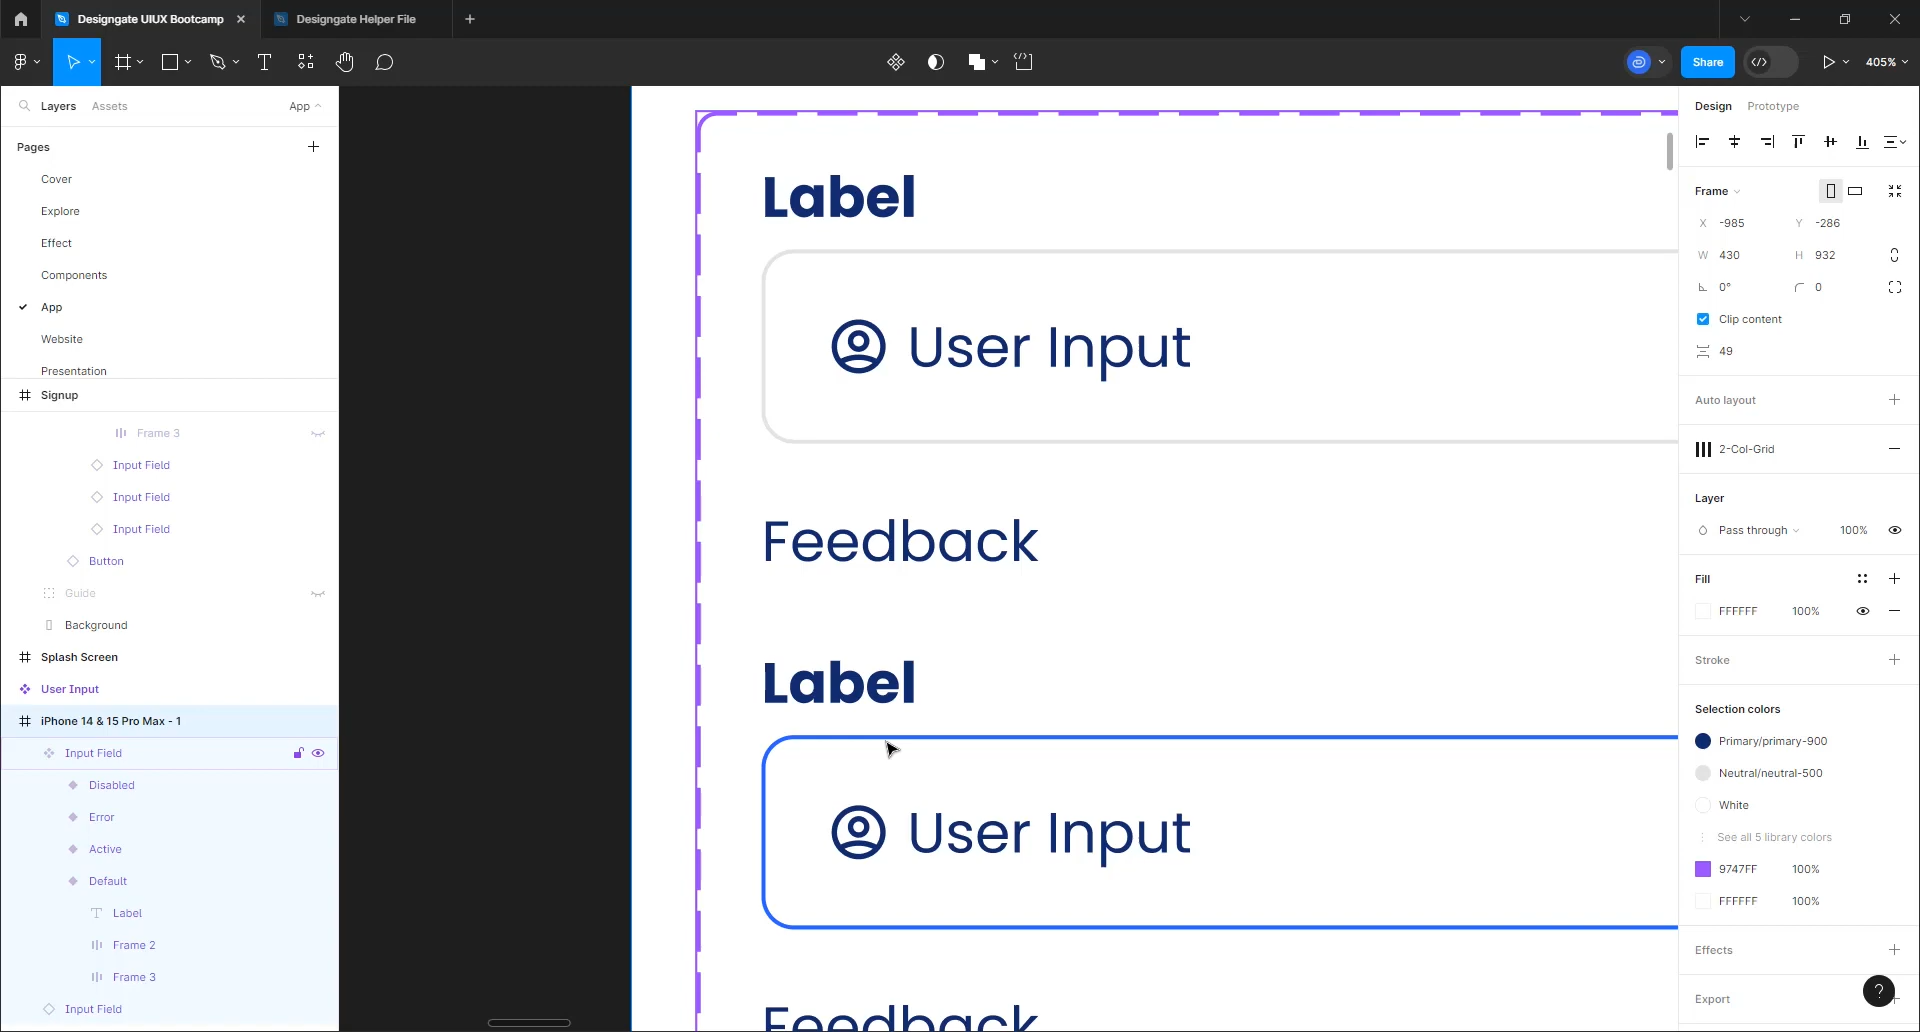 Designgate UIUX Bootcamp
Designgate Helper File
Share
405%
Layers
Assets
App
Pages
Cover
Explore
Effect
Components
App
Website
Presentation
Signup
Frame 3
Input Field
Input Field
Input Field
Button
Guide
Background
Splash Screen
User Input
iPhone 14 & 15 Pro Max - 1
Input Field
Disabled
Error
Active
Default
Label
Frame 2
Frame 3
Input Field
Label
User Input
Feedback
Label
User Input
Feedback
Design
Prototype
Frame
X -985
Y -286
W 430
H 932
0°
0
Clip content
49
Auto layout
2-Col-Grid
Layer
Pass through
100%
Fill
FFFFFF
100%
Stroke
Selection colors
Primary/primary-900
Neutral/neutral-500
White
See all 5 library colors
9747FF
100%
FFFFFF
100%
Effects
Export
?